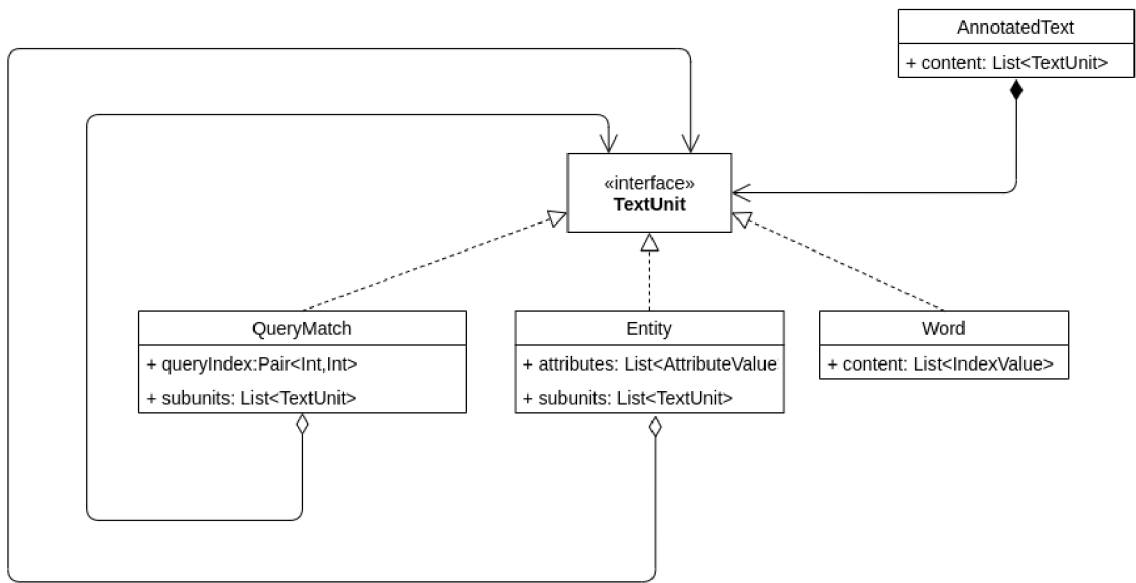 AnnotatedText
+ content: List<TextUnit>
«interface»
TextUnit
QueryMatch
+ queryIndex:Pair<Int,Int>
+ subunits: List<TextUnit>
Entity
+ attributes: List<AttributeValue
+ subunits: List<TextUnit>
Word
+ content: List<IndexValue>